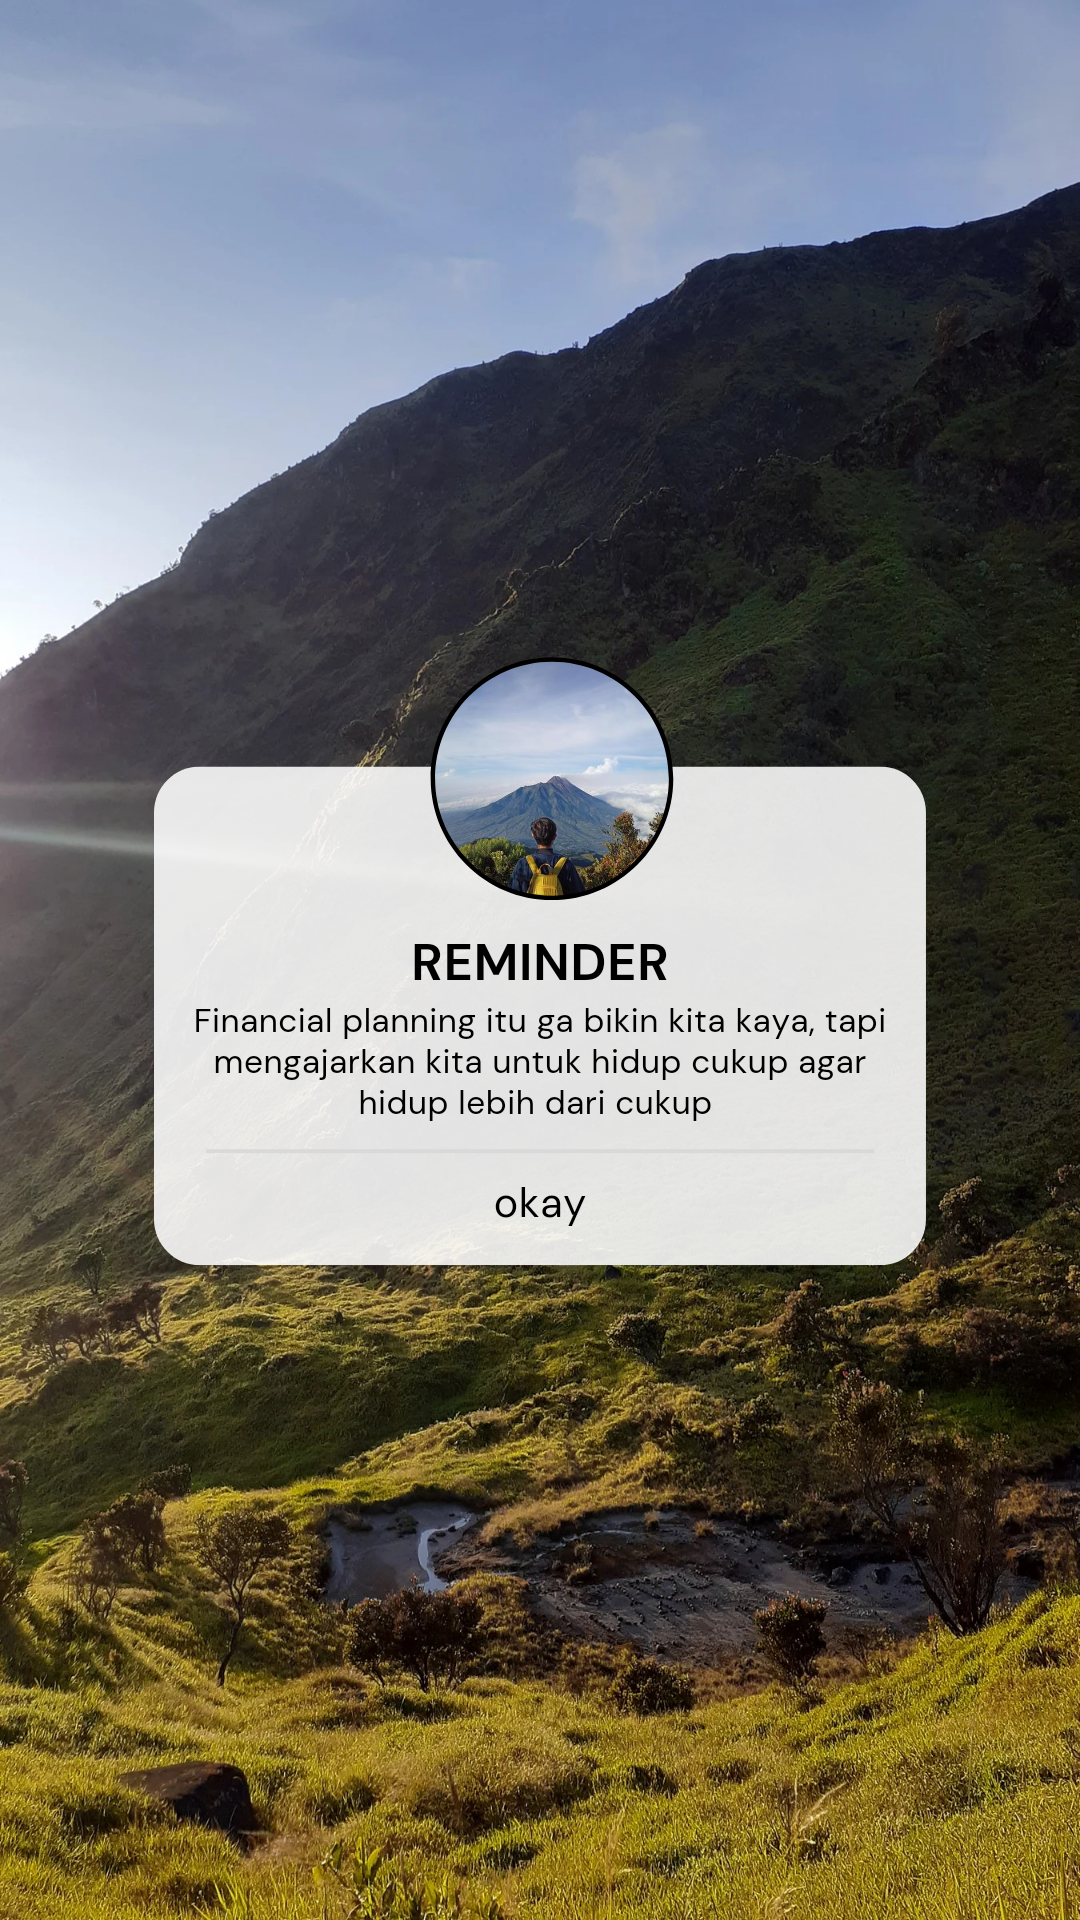 REMINDER
Financial planning itu ga bikin kita kaya, tapi
mengajarkan kita untuk hidup cukup agar
hidup lebih dari cukup
okay